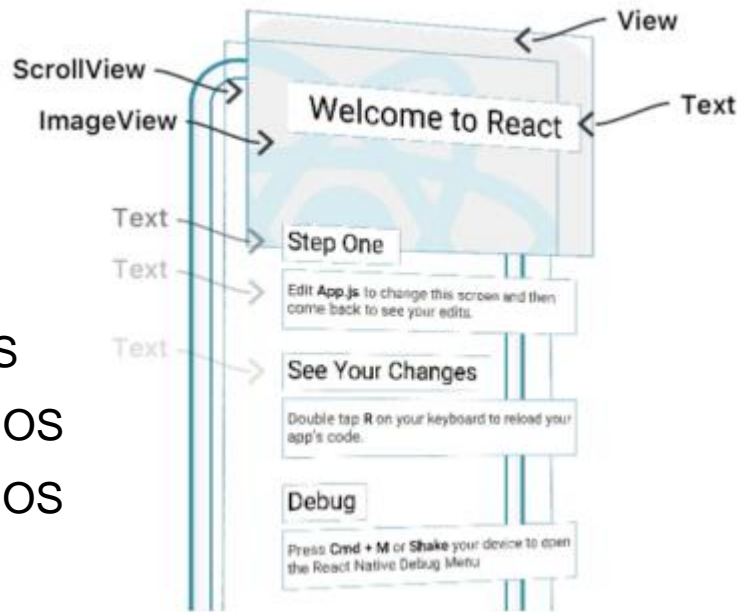 View
ScrollView
Text
ImageView
Welcome to React
Text
Step One
Text
Edit App.js to change this screen and then
come back to see your edits.
Text
See Your Changes
S
Double tap R on your keyboard to reload your
app's code.
OS
OS
Debug
Press Cmd + M or Shake your device to open
the React Native Debug Menu